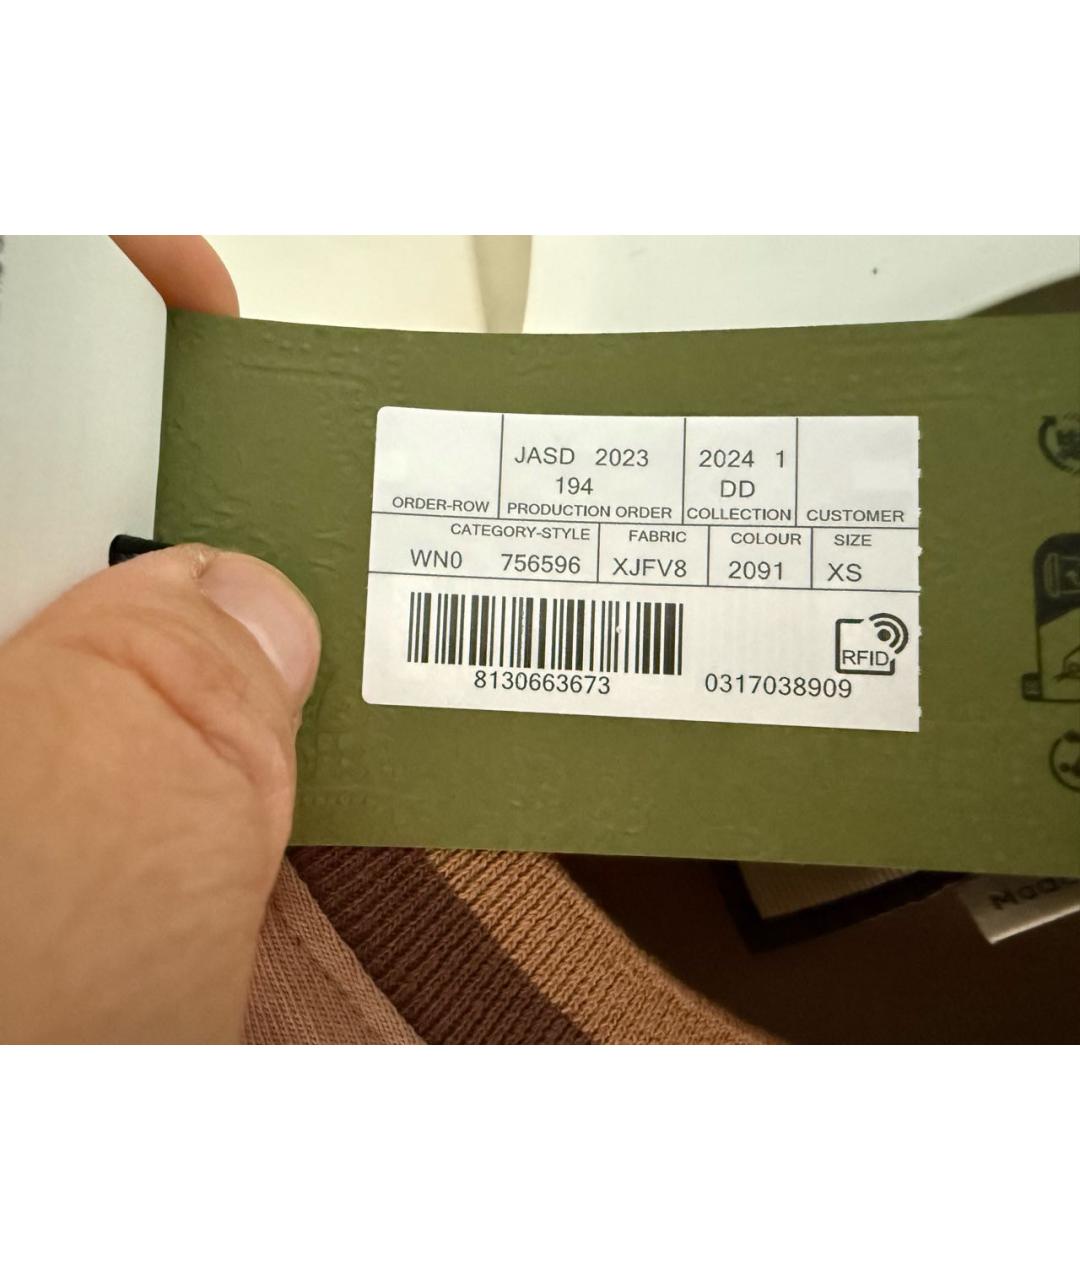 JASD 2023
194
2024 1
DD
ORDER-ROW PRODUCTION ORDER COLLECTION CUSTOMER
CATEGORY-STYLE FABRIC COLOUR SIZE
WN0 756596 XJFV8 2091 XS
RFID
8130663673 0317038909